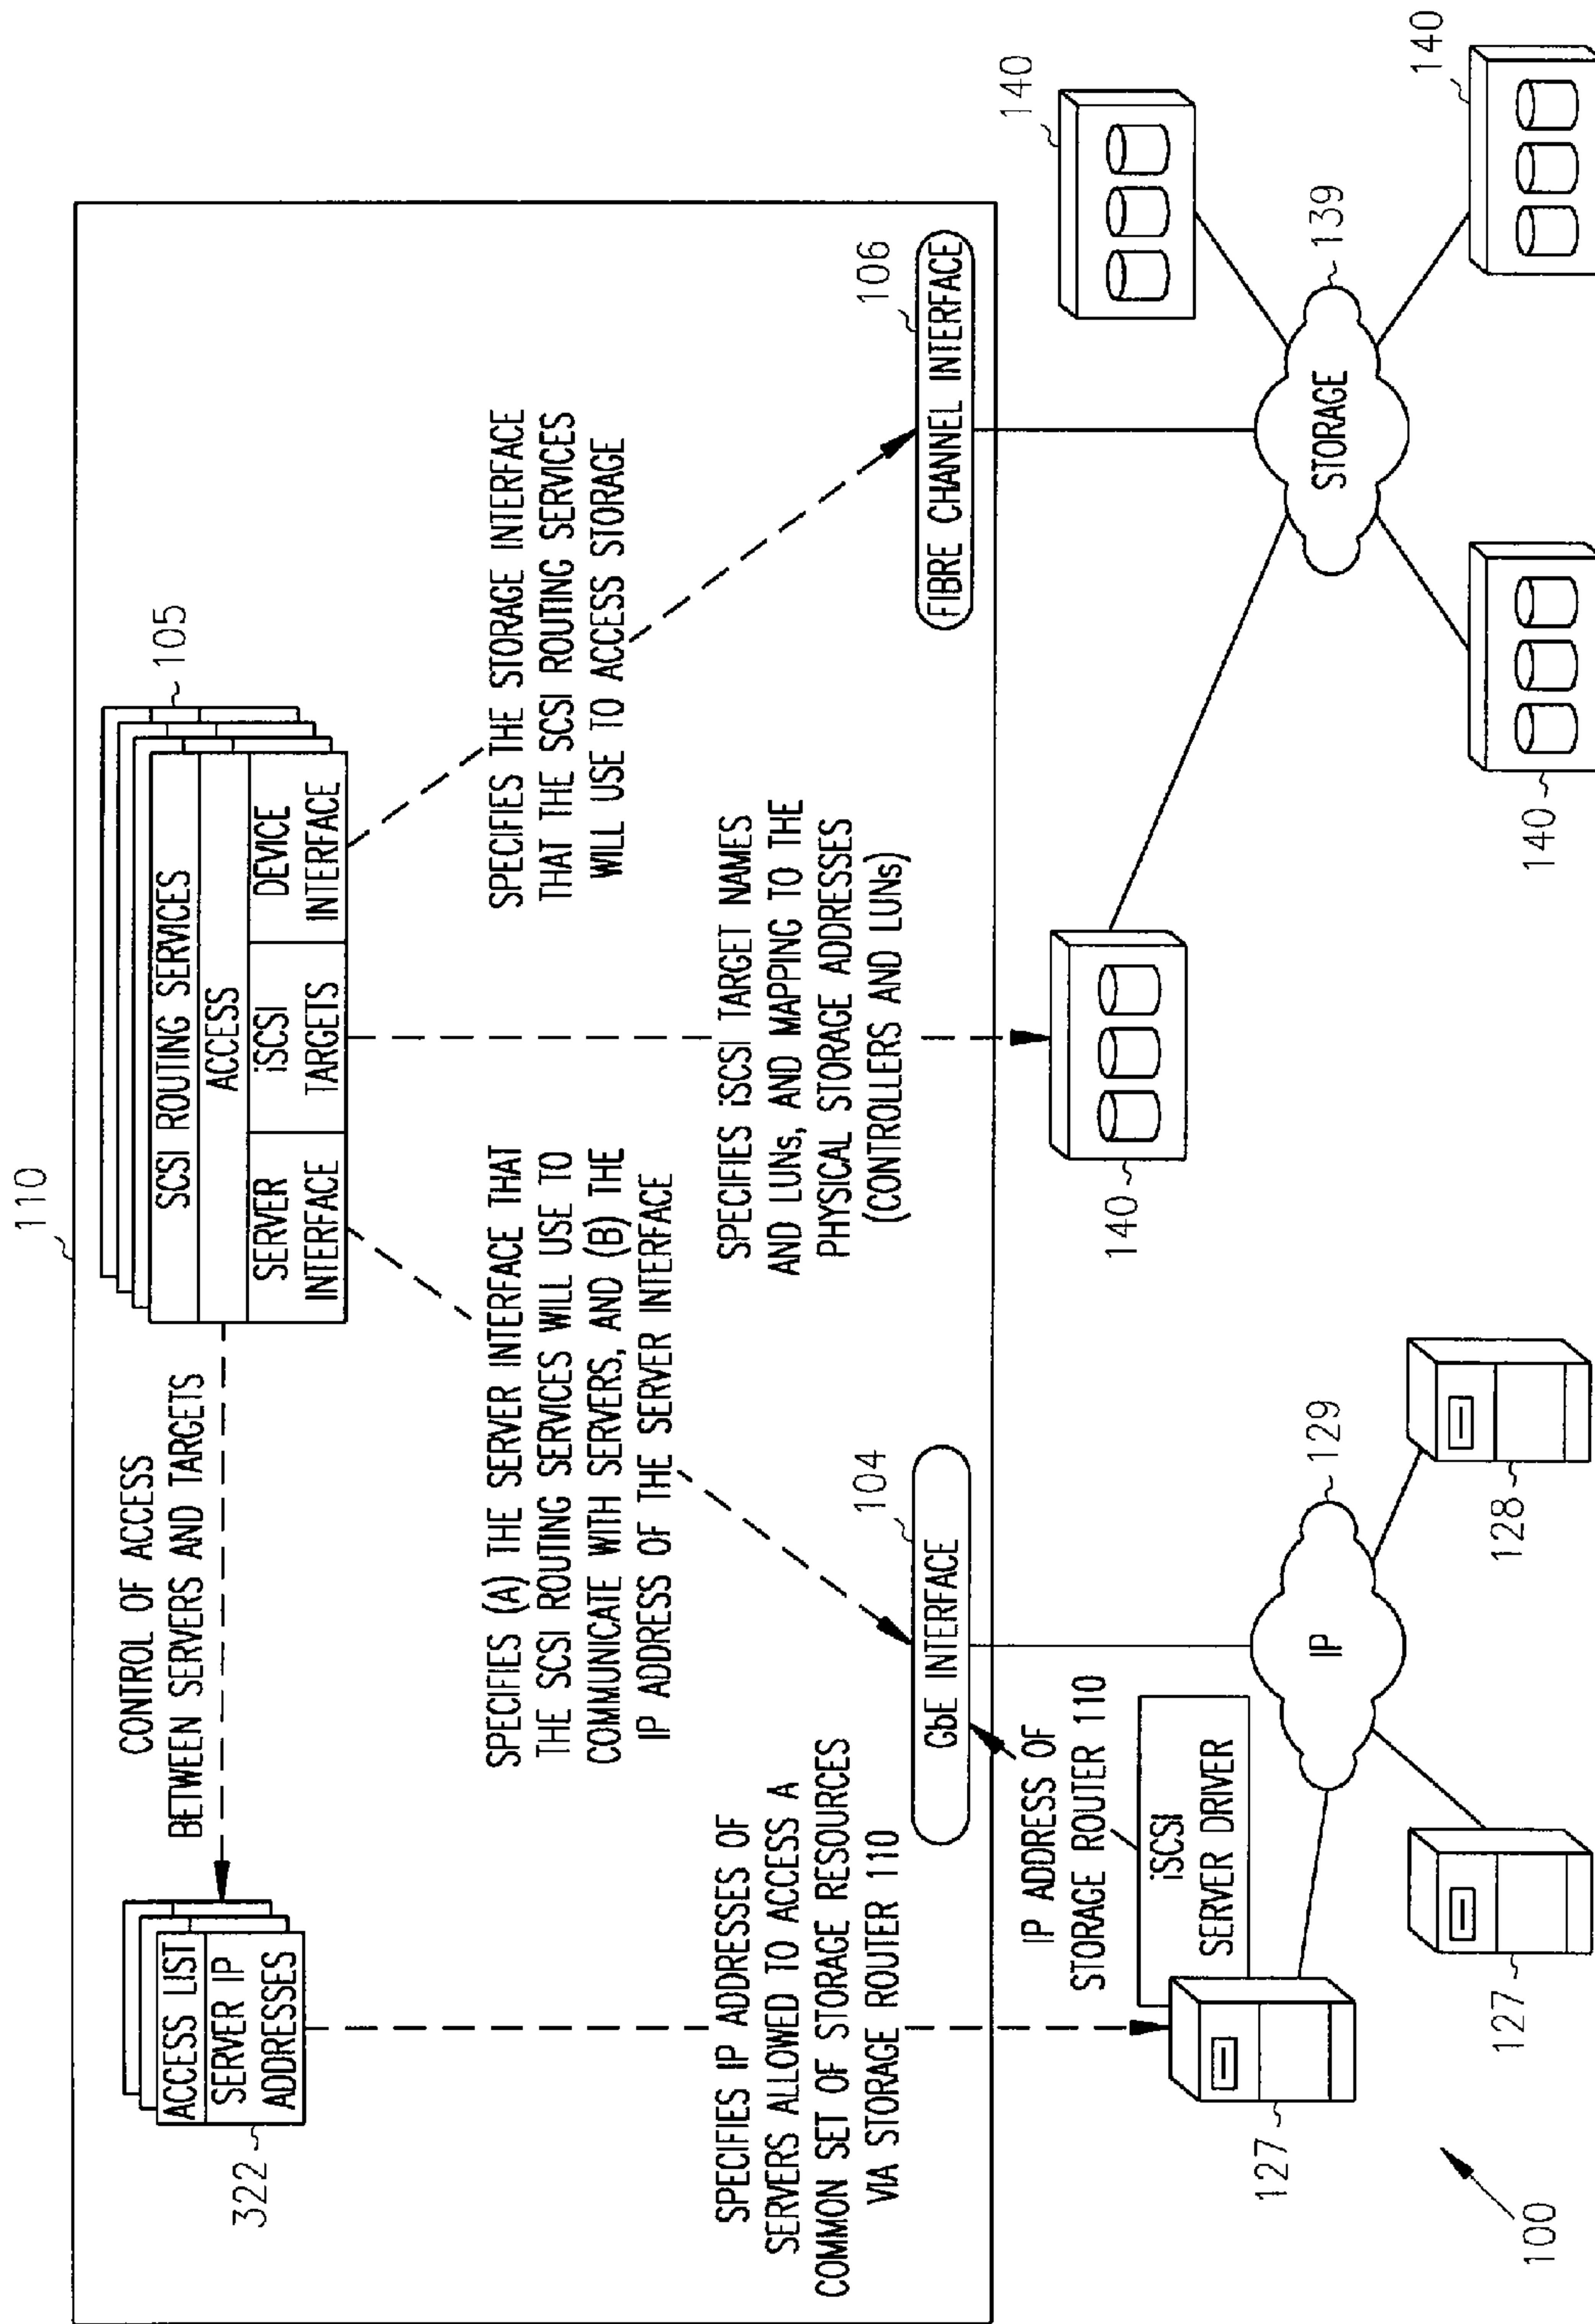 110
CONTROL OF ACCESS
BETWEEN SERVERS AND TARGETS
ACCESS LIST
SERVER IP
ADDRESSES
322
SCSI ROUTING SERVICES
ACCESS
SERVER
INTERFACE
iSCSI
TARGETS
DEVICE
INTERFACE
105
SPECIFIES (A) THE SERVER INTERFACE THAT
THE SCSI ROUTING SERVICES WILL USE TO
COMMUNICATE WITH SERVERS, AND (B) THE
IP ADDRESS OF THE SERVER INTERFACE
SPECIFIES THE STORAGE INTERFACE
THAT THE SCSI ROUTING SERVICES
WILL USE TO ACCESS STORAGE
SPECIFIES IP ADDRESSES OF
SERVERS ALLOWED TO ACCESS A
COMMON SET OF STORAGE RESOURCES
VIA STORAGE ROUTER 110
SPECIFIES iSCSI TARGET NAMES
AND LUNs, AND MAPPING TO THE
PHYSICAL STORAGE ADDRESSES
(CONTROLLERS AND LUNs)
GbE INTERFACE
104
FIBRE CHANNEL INTERFACE
106
IP ADDRESS OF
STORAGE ROUTER 110
iSCSI
SERVER DRIVER
127
IP
129
127
128
140
140
STORAGE
139
140
140
100